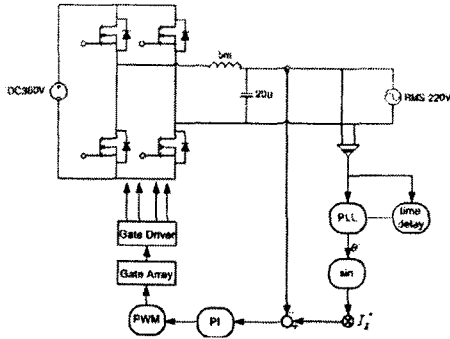 5m
DC360V
20u
RMS 220V
Gate Driver
PLL
time
delay
θ
Gate Array
sin
PWM
PI
-
+
I*